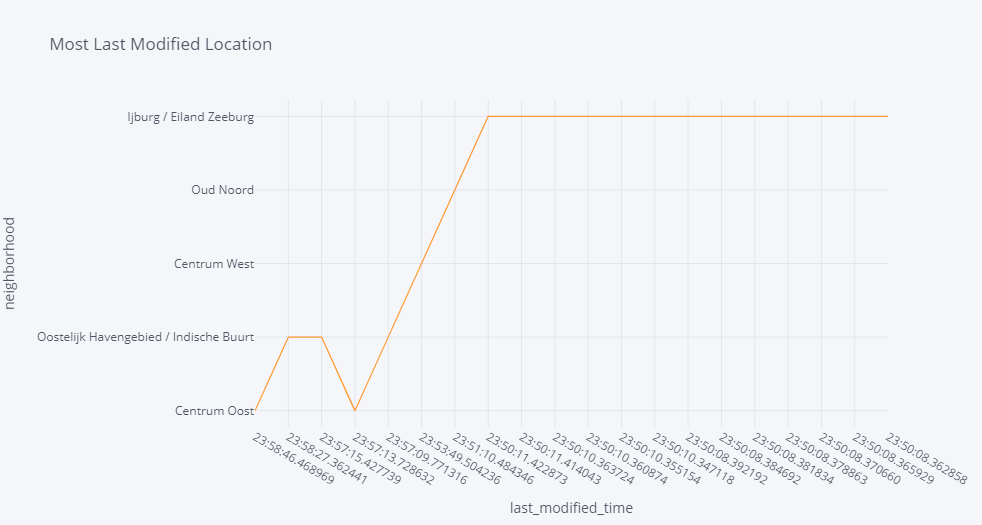 Most Last Modified Location
neighborhood
Ijburg / Eiland Zeeburg
Oud Noord
Centrum West
Oostelijk Havengebied / Indische Buurt
Centrum Oost
23:58:46.468969
23:58:27.362441
23:57:15.427739
23:57:13.728632
23:57:09.771316
23:53:49.504236
23:51:10.484346
23:50:11.422873
23:50:11.414043
23:50:10.363724
23:50:10.360874
23:50:10.355154
23:50:10.347118
23:50:08.392192
23:50:08.384692
23:50:08.381834
23:50:08.378863
23:50:08.370660
23:50:08.365929
23:50:08.362858
last_modified_time